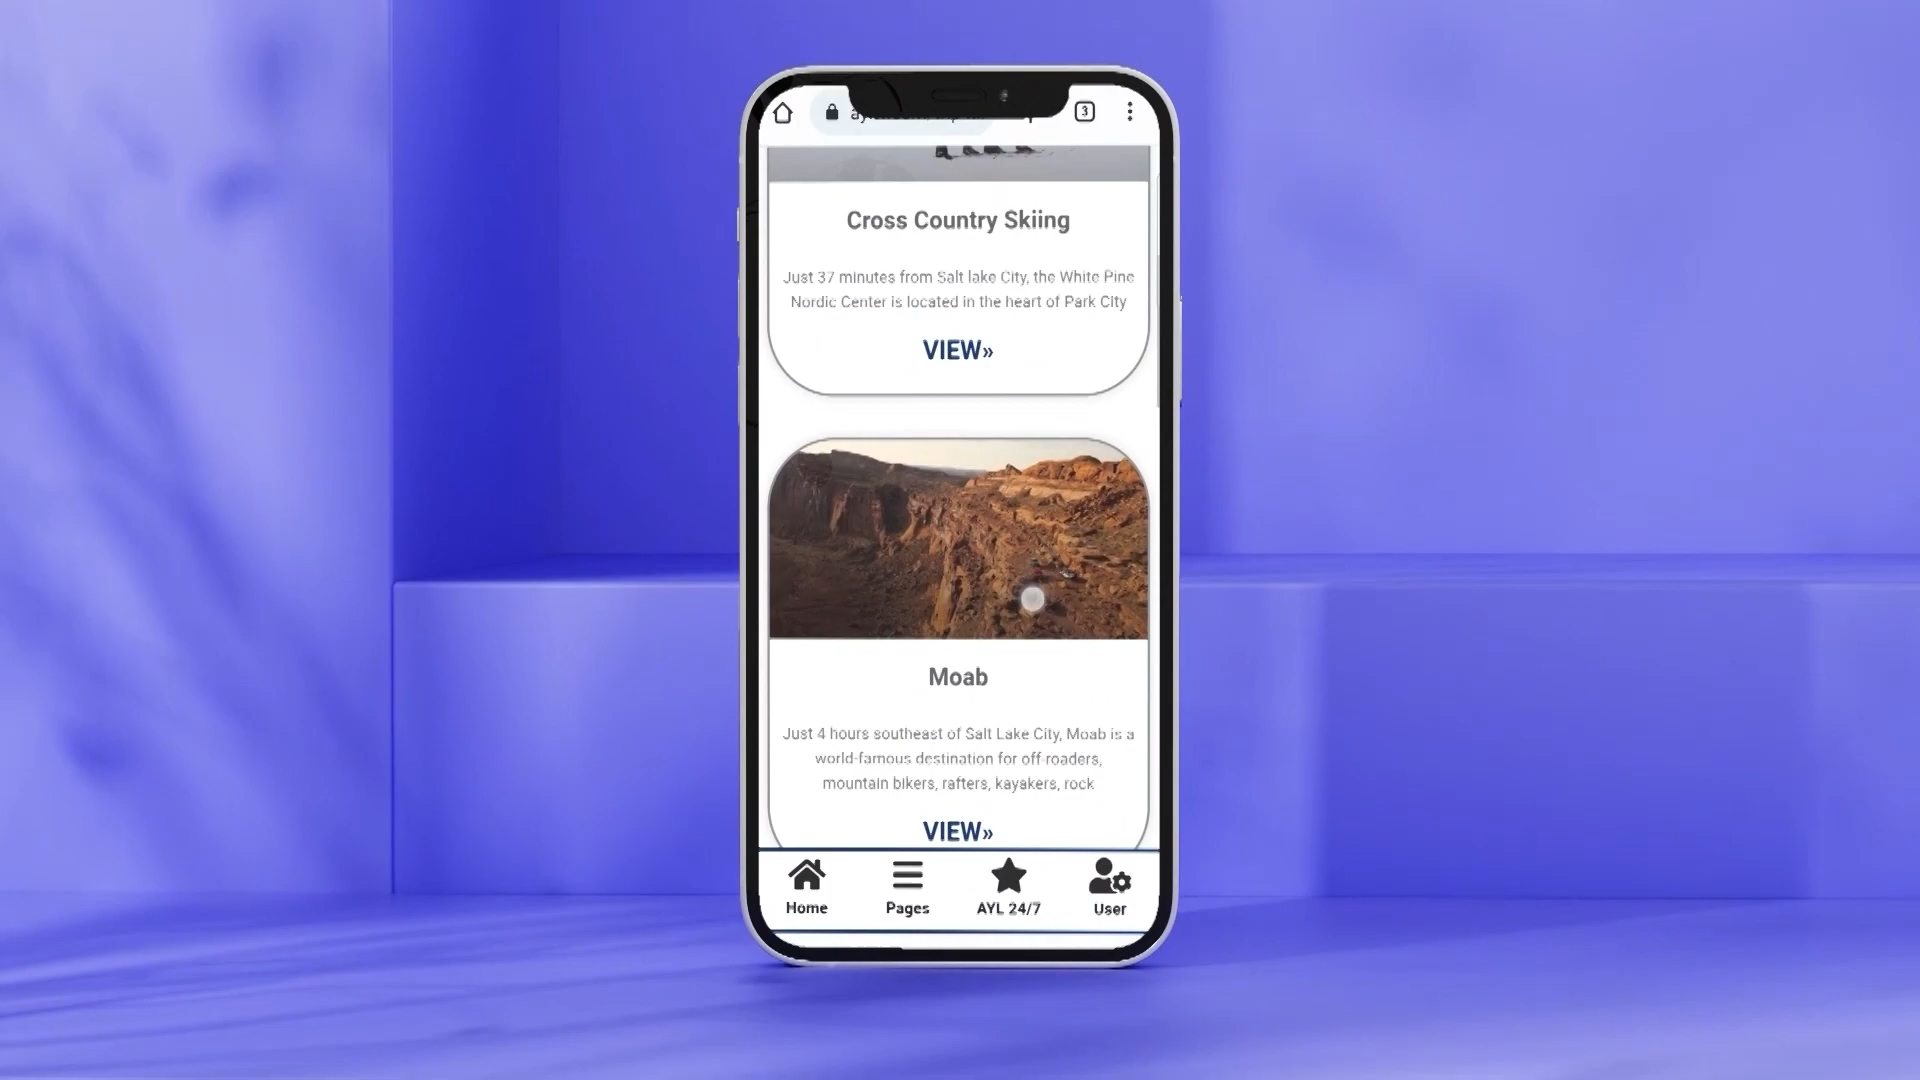 3
Cross Country Skiing
Just 37 minutes from Salt lake City, the White Pine
Nordic Center is located in the heart of Park City
VIEW»
Moab
Just 4 hours southeast of Salt Lake City, Moab is a
world-famous destination for off-roaders,
mountain bikers, rafters, kayakers, rock
VIEW»
Home
Pages
AYL 24/7
User